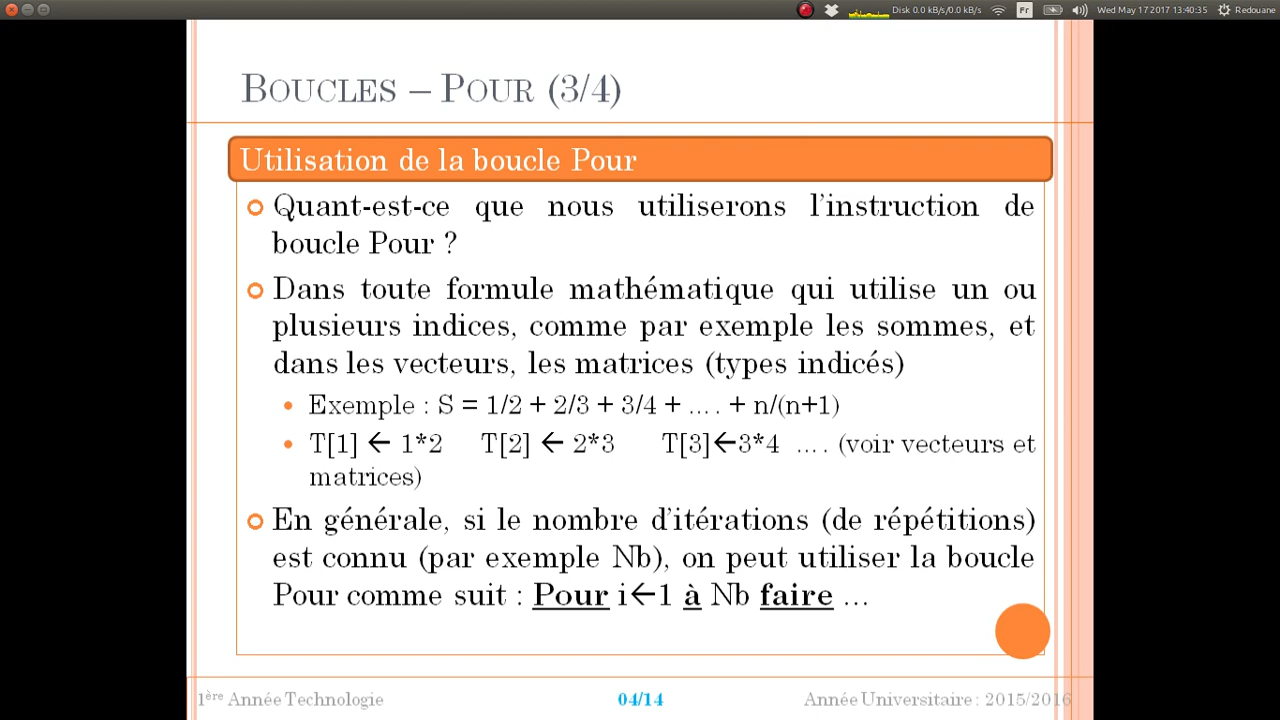 Disk 0.0 kB/s/0.0 kB/s Fr Wed May 17 2017 13:40:35 Redouane
BOUCLES – POUR (3/4)
Utilisation de la boucle Pour
Quant-est-ce que nous utiliserons l'instruction de
boucle Pour ?
Dans toute formule mathématique qui utilise un ou
plusieurs indices, comme par exemple les sommes, et
dans les vecteurs, les matrices (types indicés)
Exemple : S = 1/2 + 2/3 + 3/4 + .... + n/(n+1)
T[1] ← 1*2 T[2] ← 2*3 T[3]←3*4 .... (voir vecteurs et
matrices)
En générale, si le nombre d'itérations (de répétitions)
est connu (par exemple Nb), on peut utiliser la boucle
Pour comme suit : Pour i←1 à Nb faire ...
1ère Année Technologie 04/14 Année Universitaire : 2015/2016